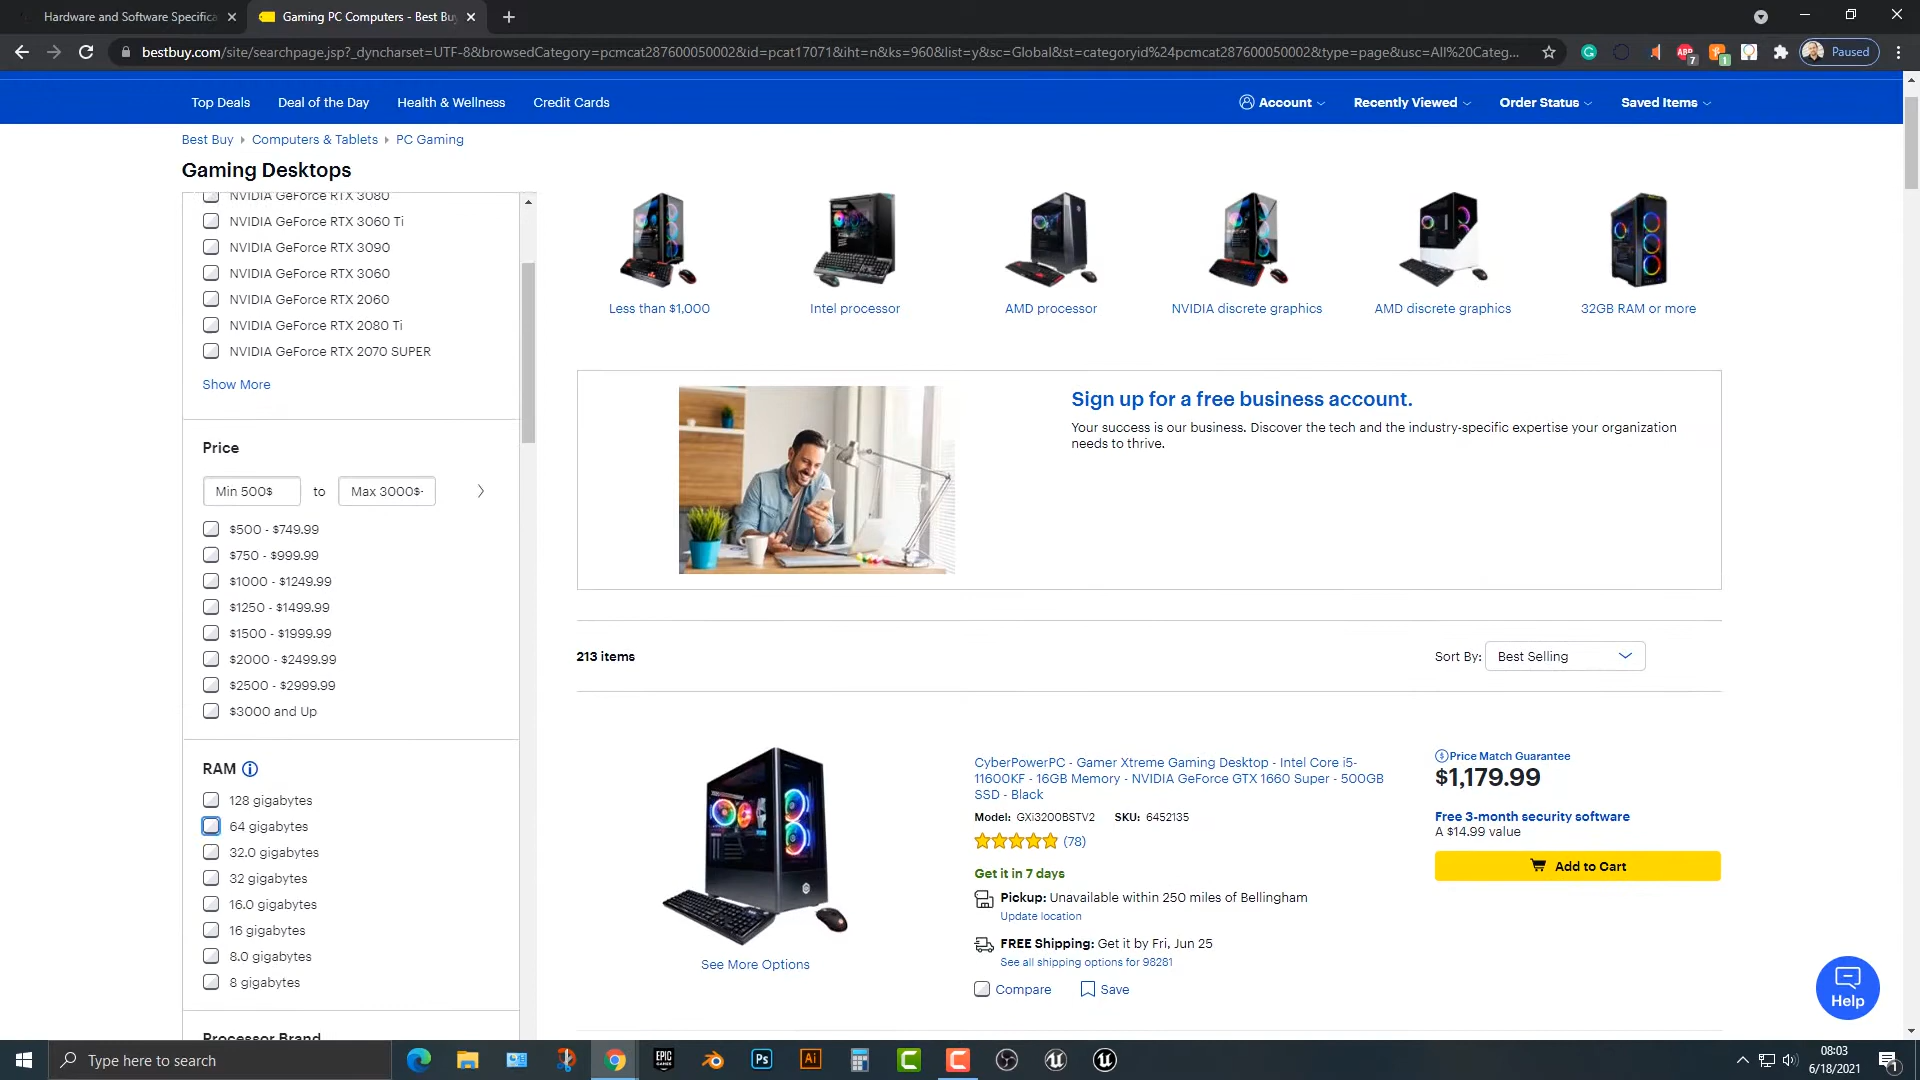 Hardware and Software Specifica
Gaming PC Computers - Best Bu
bestbuy.com/site/searchpage.jsp?_dyncharset=UTF-8&browsedCategory=pcmcat287600050002&id=pcat17071&iht=n&ks=960&list=y&sc=Global&st=categoryid%24pcmcat287600050002&type=page&usc=All%20Categ...
ABP
7
1
Paused
Top Deals
Deal of the Day
Health & Wellness
Credit Cards
Account
Recently Viewed
Order Status
Saved Items
Best Buy
Computers & Tablets
PC Gaming
Gaming Desktops
NVIDIA GeForce RTX 3080
NVIDIA GeForce RTX 3060 Ti
NVIDIA GeForce RTX 3090
NVIDIA GeForce RTX 3060
NVIDIA GeForce RTX 2060
NVIDIA GeForce RTX 2080 Ti
NVIDIA GeForce RTX 2070 SUPER
Show More
Price
Min 500$ to Max 3000$-
$500 - $749.99
$750 - $999.99
$1000 - $1249.99
$1250 - $1499.99
$1500 - $1999.99
$2000 - $2499.99
$2500 - $2999.99
$3000 and Up
RAM
128 gigabytes
64 gigabytes
32.0 gigabytes
32 gigabytes
16.0 gigabytes
16 gigabytes
8.0 gigabytes
8 gigabytes
Processor Brand
Less than $1,000
Intel processor
AMD processor
NVIDIA discrete graphics
AMD discrete graphics
32GB RAM or more
Sign up for a free business account.
Your success is our business. Discover the tech and the industry-specific expertise your organization
needs to thrive.
213 items
Sort By: Best Selling
See More Options
CyberPowerPC - Gamer Xtreme Gaming Desktop - Intel Core i5-
11600KF - 16GB Memory - NVIDIA GeForce GTX 1660 Super - 500GB
SSD - Black
Model: GXi3200BSTV2 SKU: 6452135
(78)
Get it in 7 days
Pickup: Unavailable within 250 miles of Bellingham
Update location
FREE Shipping: Get it by Fri, Jun 25
See all shipping options for 98281
Compare
Save
Price Match Guarantee
$1,179.99
Free 3-month security software
A $14.99 value
Add to Cart
Help
Type here to search
EPIC
GAMES
Ps
Ai
08:03
6/18/2021
1